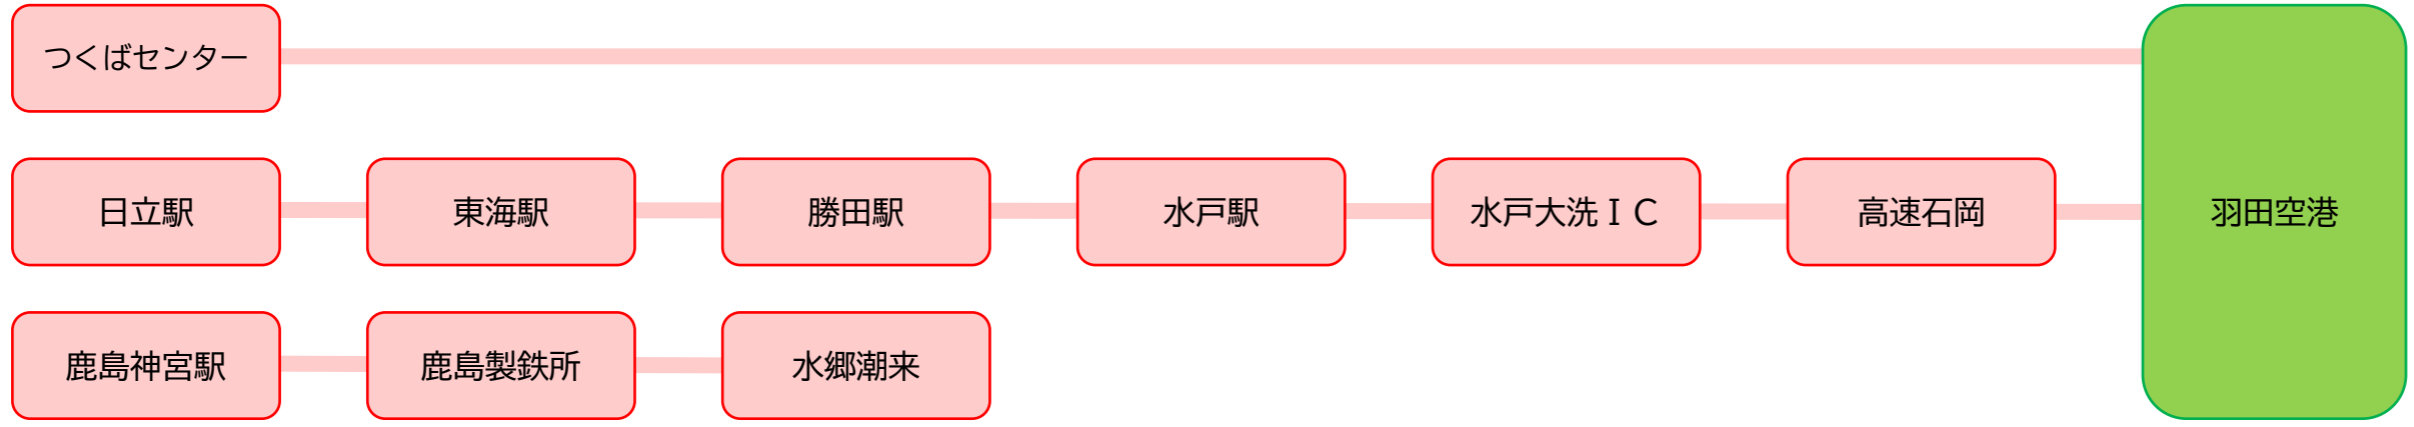 つくばセンター
日立駅
東海駅
勝田駅
水戸駅
水戸大洗ＩＣ
高速石岡
羽田空港
鹿島神宮駅
鹿島製鉄所
水郷潮来